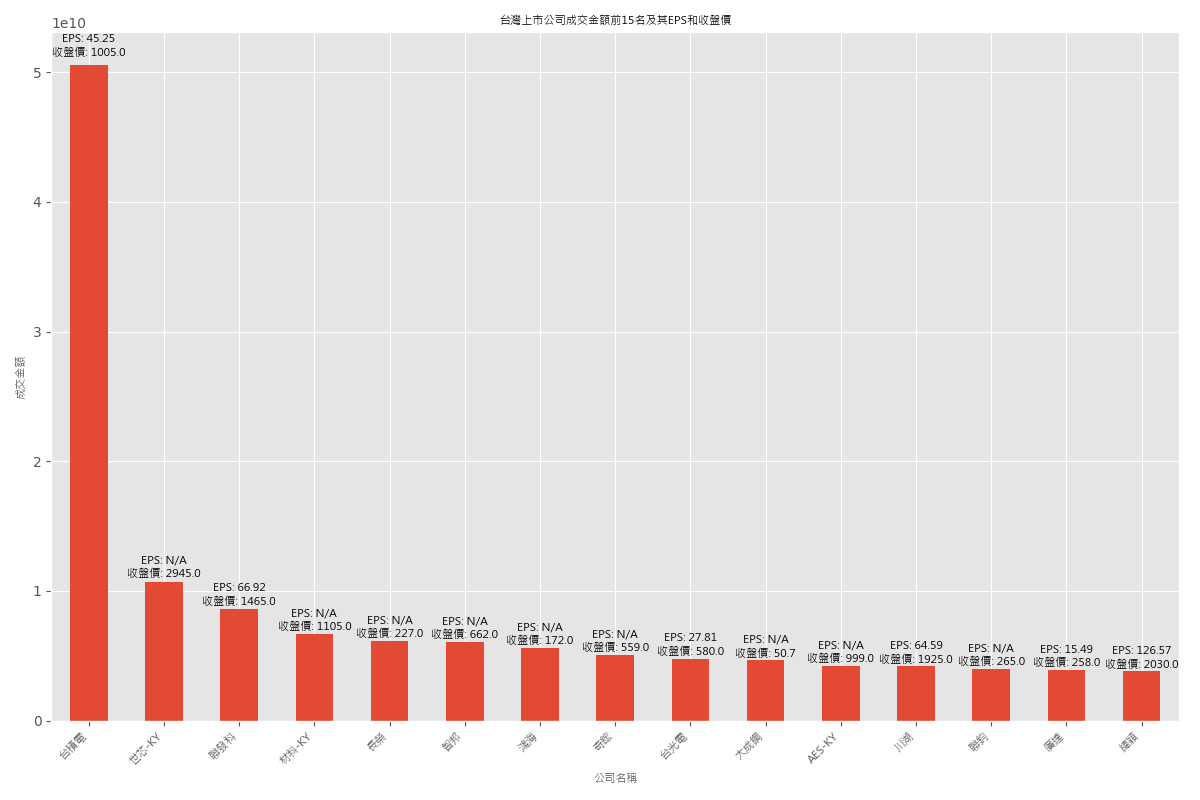 台灣上市公司成交金額前15名及其EPS和收盤價
1e10
EPS: 45.25
收盤價: 1005.0
5
4
3
2
1
0
成交金額
EPS: N/A
收盤價: 2945.0
EPS: 66.92
收盤價: 1465.0
EPS: N/A
收盤價: 1105.0
EPS: N/A
收盤價: 227.0
EPS: N/A
收盤價: 662.0
EPS: N/A
收盤價: 172.0
EPS: N/A
收盤價: 559.0
EPS: 27.81
收盤價: 580.0
EPS: N/A
收盤價: 50.7
EPS: N/A
收盤價: 999.0
EPS: 64.59
收盤價: 1925.0
EPS: N/A
收盤價: 265.0
EPS: 15.49
收盤價: 258.0
EPS: 126.57
收盤價: 2030.0
台積電
世芯-KY
聯發科
材料-KY
長榮
智邦
鴻海
奇鋐
台光電
大成鋼
AES-KY
川湖
聯鈞
廣達
緯穎
公司名稱